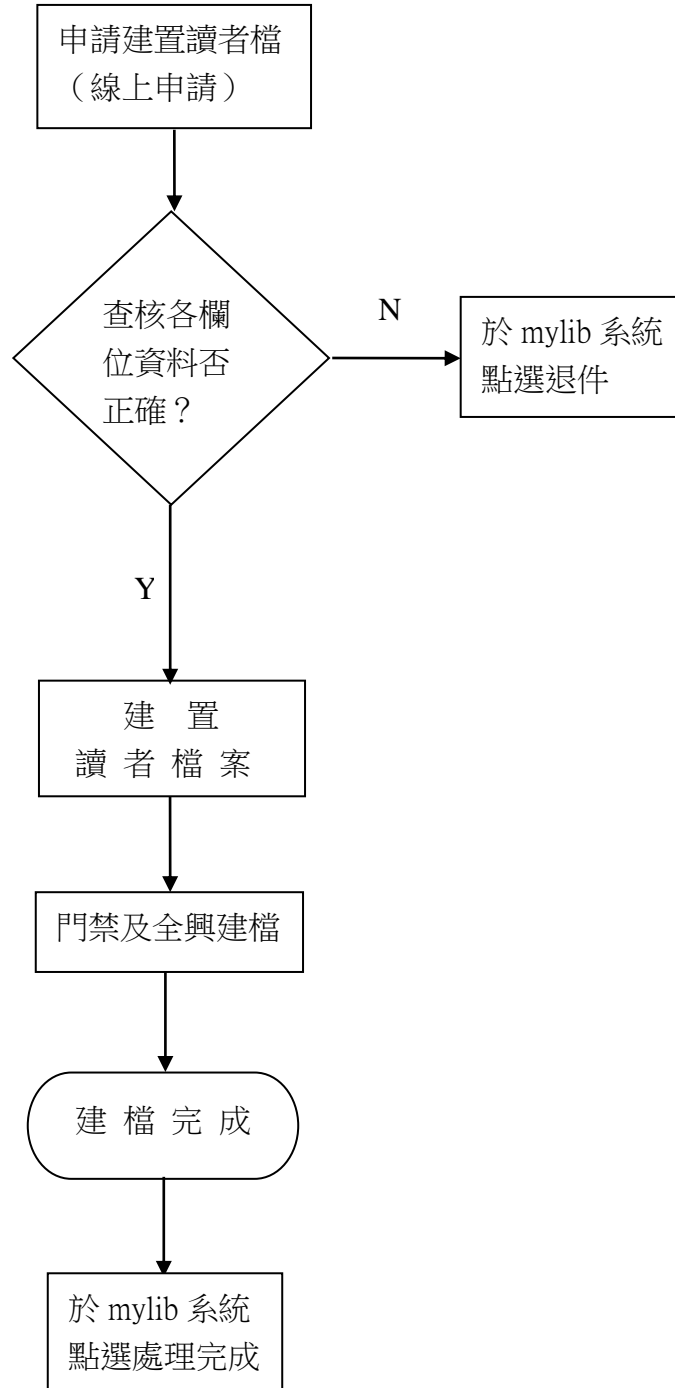 申請建置讀者檔
（線上申請）
查核各欄
位資料否
正確？
N
於 mylib 系統
點選退件
Y
建 置
讀 者 檔 案
門禁及全興建檔
建 檔 完 成
於 mylib 系統
點選處理完成